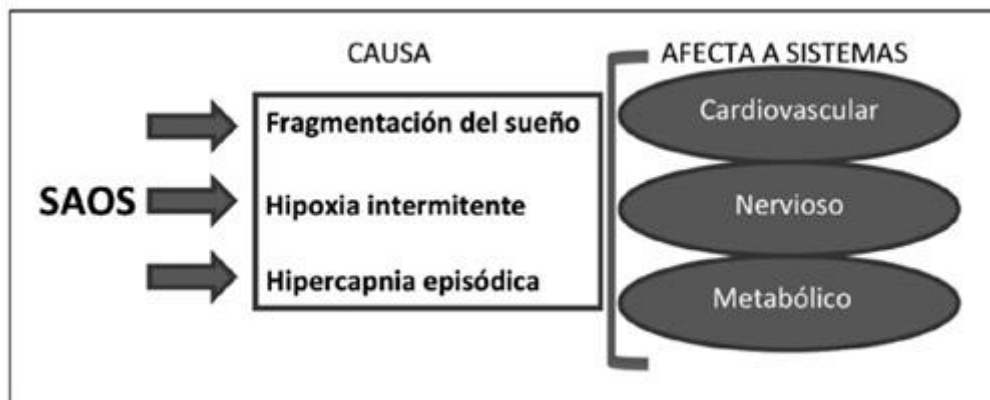 CAUSA
AFECTA A SISTEMAS
SAOS
Fragmentación del sueño
Hipoxia intermitente
Hipercapnia episódica
Cardiovascular
Nervioso
Metabólico